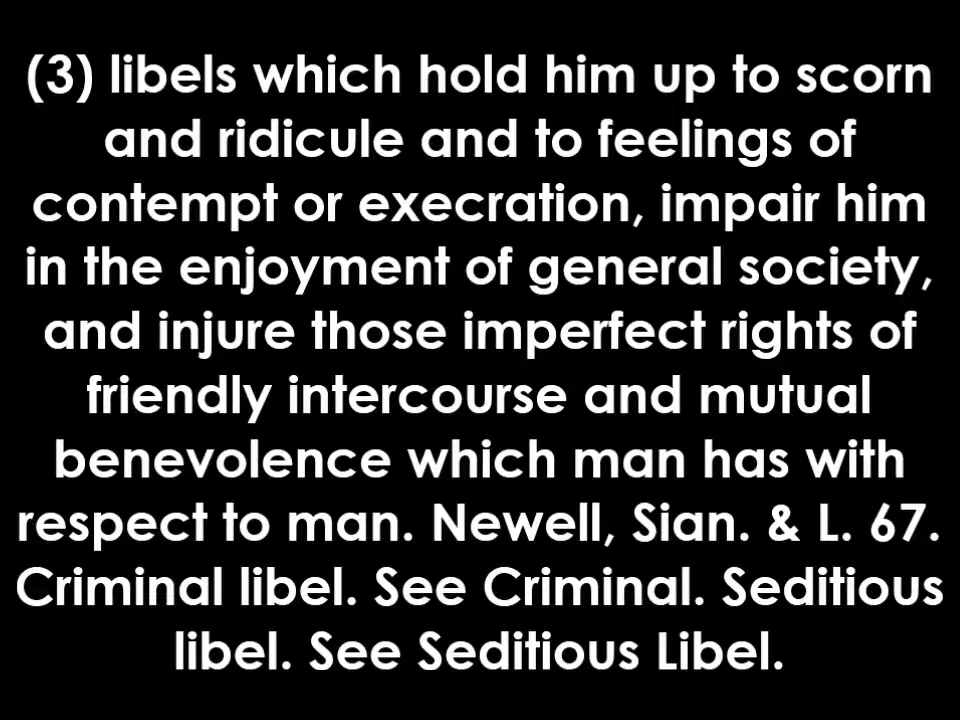 (3) libels which hold him up to scorn
and ridicule and to feelings of
contempt or execration, impair him
in the enjoyment of general society,
and injure those imperfect rights of
friendly intercourse and mutual
benevolence which man has with
respect to man. Newell, Sian. & L. 67.
Criminal libel. See Criminal. Seditious
libel. See Seditious Libel.